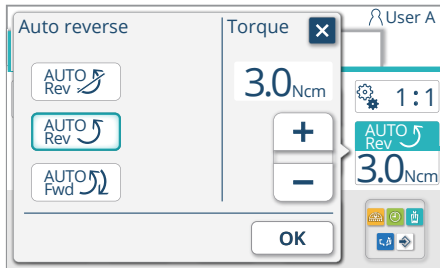 Auto reverse
Torque
User A
AUTO
Rev
3.0Ncm
1:1
AUTO
Rev
+
AUTO
Rev
3.0Ncm
AUTO
Fwd
−
OK